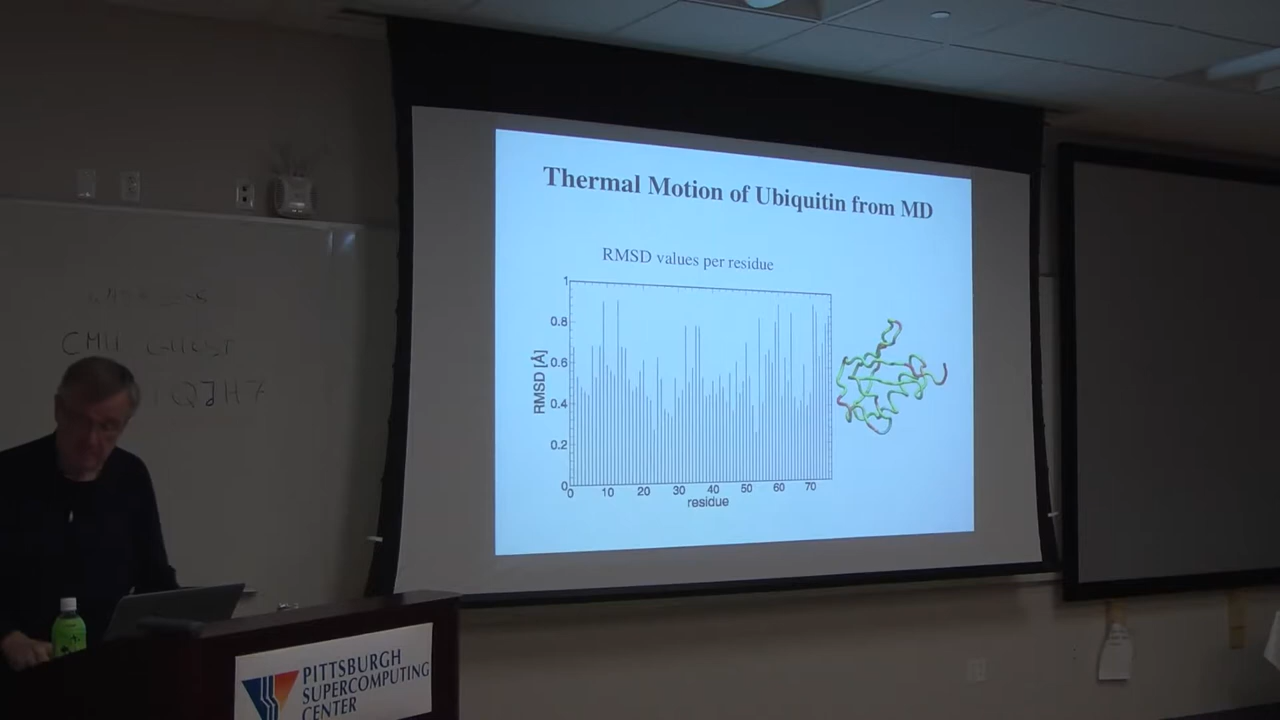 Thermal Motion of Ubiquitin from MD
RMSD values per residue
1
0.8
0.6
0.4
0.2
0
RMSD [Å]
0 10 20 30 40 50 60 70
residue
PITTSBURGH
SUPERCOMPUTING
CENTER